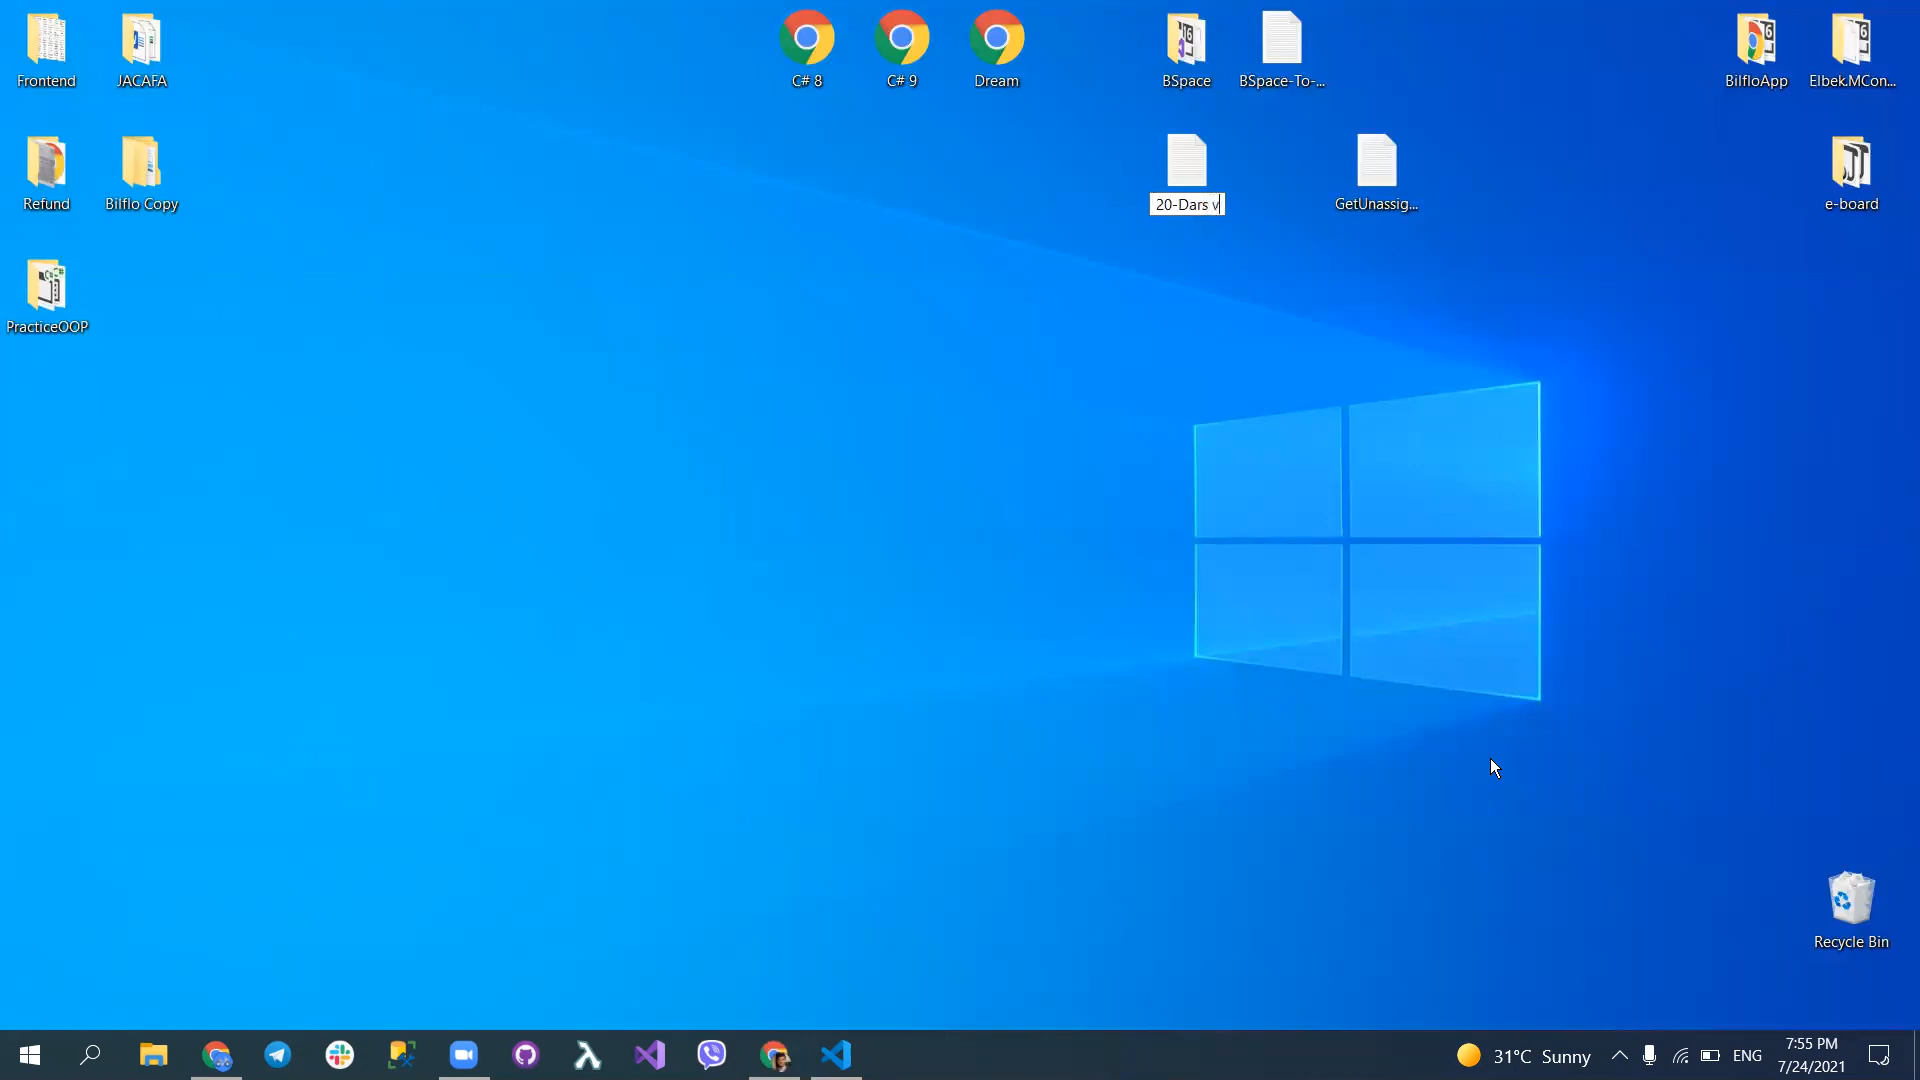 Frontend
JACAFA
C# 8
C# 9
Dream
BSpace
BSpace-To-...
BilfloApp
Elbek.MCon...
Refund
Bilflo Copy
20-Dars v
GetUnassig...
e-board
PracticeOOP
Recycle Bin
31°C Sunny
ENG
7:55 PM
7/24/2021